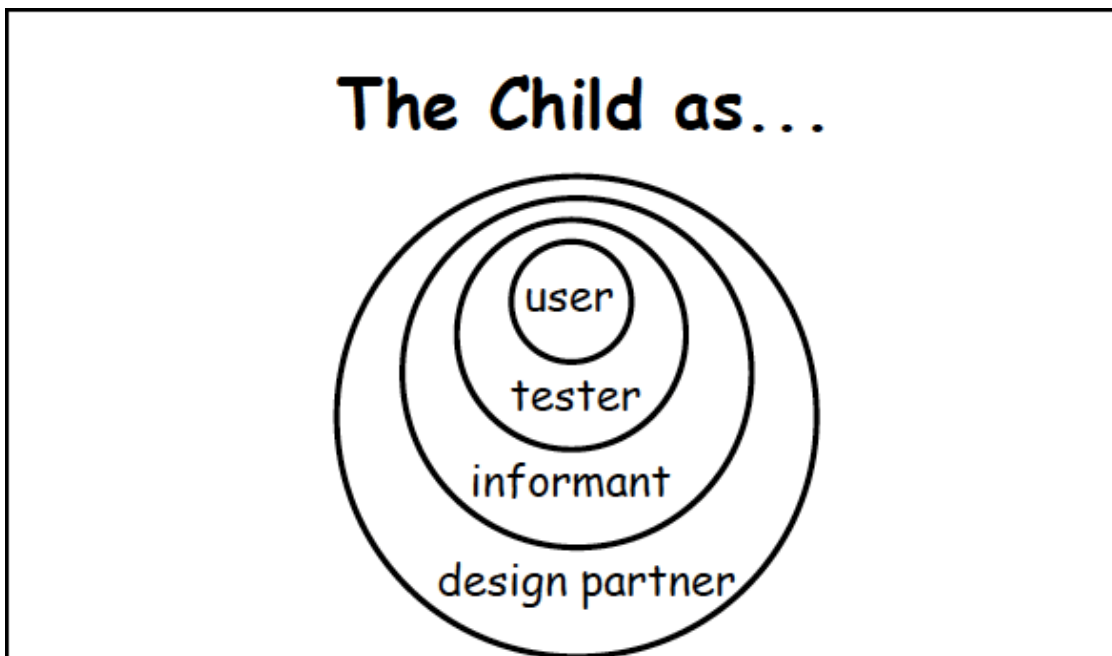 The Child as...
user
tester
informant
design partner